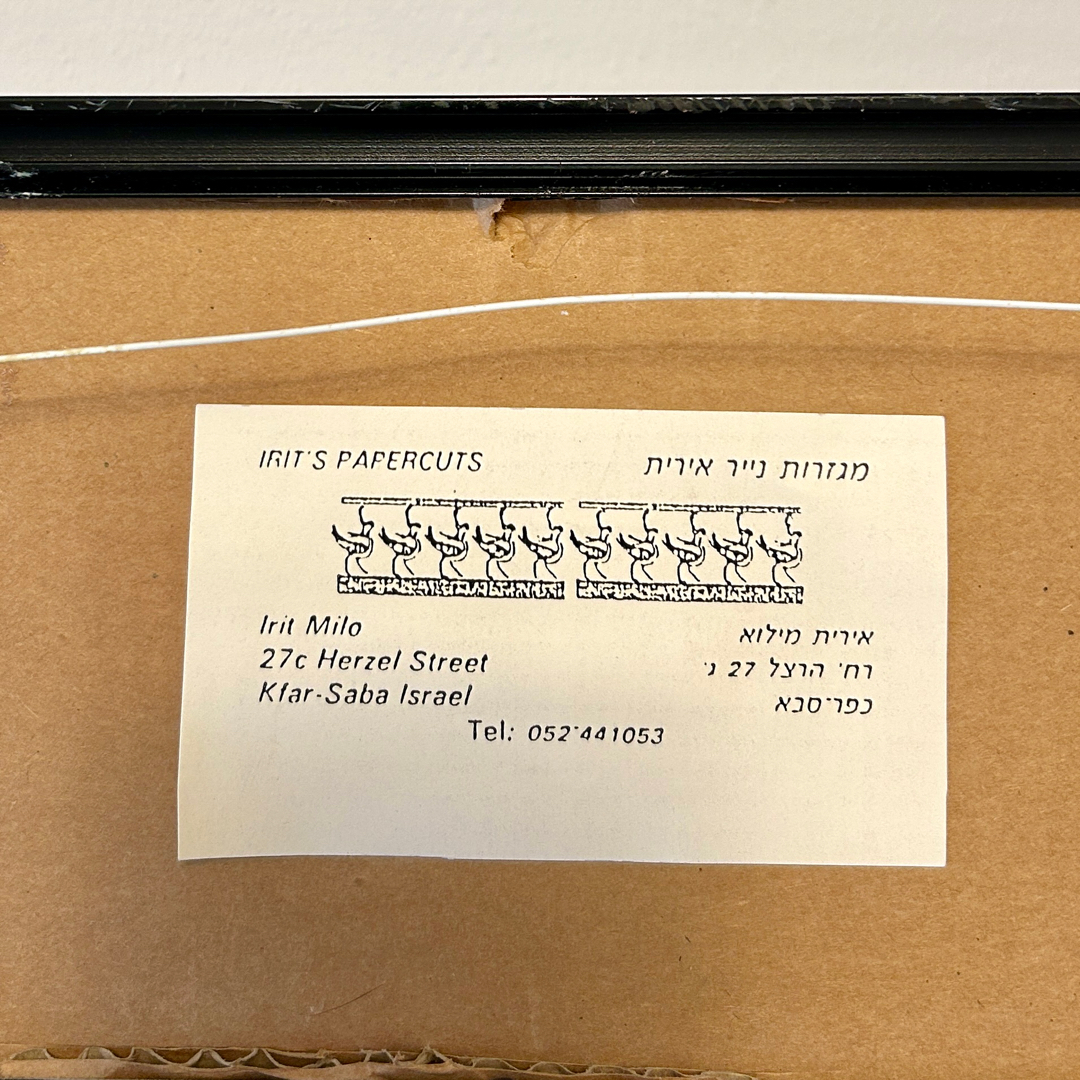 IRIT'S PAPERCUTS
מגזרות נייר אירית
Irit Milo
27c Herzel Street
Kfar-Saba Israel
אירית מילוא
רח' הרצל 27 ג'
כפר־סבא
Tel: 052-441053